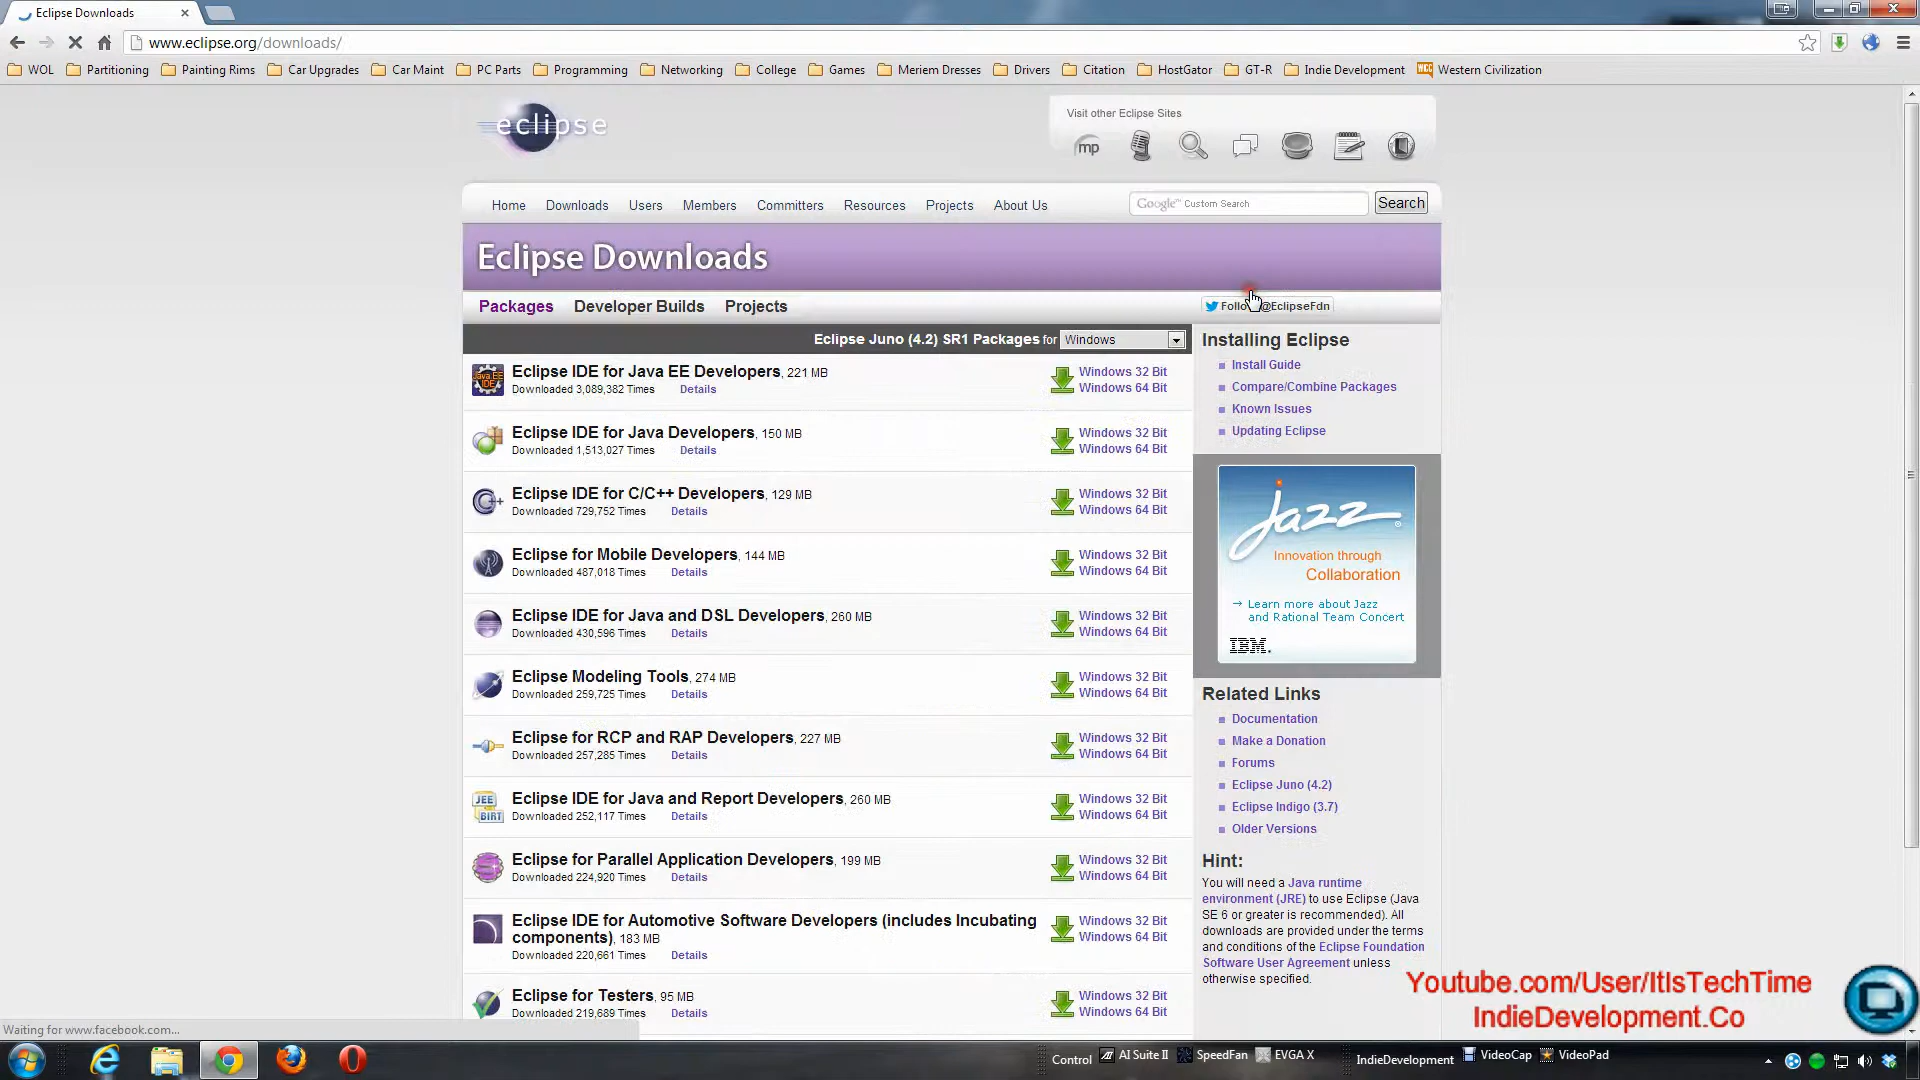 Eclipse Downloads
www.eclipse.org/downloads/
WOL Partitioning Painting Rims Car Upgrades Car Maint PC Parts Programming Networking College Games Meriem Dresses Drivers Citation HostGator GT-R Indie Development WCC Western Civilization
eclipse
Visit other Eclipse Sites
mp
Home Downloads Users Members Committers Resources Projects About Us
Google™ Custom Search
Search
Eclipse Downloads
Packages Developer Builds Projects
@EclipseFdn
Eclipse Juno (4.2) SR1 Packages for Windows
Eclipse IDE for Java EE Developers, 221 MB
Downloaded 3,089,382 Times Details
Windows 32 Bit
Windows 64 Bit
Eclipse IDE for Java Developers, 150 MB
Downloaded 1,513,027 Times Details
Windows 32 Bit
Windows 64 Bit
Eclipse IDE for C/C++ Developers, 129 MB
Downloaded 729,752 Times Details
Windows 32 Bit
Windows 64 Bit
Eclipse for Mobile Developers, 144 MB
Downloaded 487,018 Times Details
Windows 32 Bit
Windows 64 Bit
Eclipse IDE for Java and DSL Developers, 260 MB
Downloaded 430,596 Times Details
Windows 32 Bit
Windows 64 Bit
Eclipse Modeling Tools, 274 MB
Downloaded 259,725 Times Details
Windows 32 Bit
Windows 64 Bit
Eclipse for RCP and RAP Developers, 227 MB
Downloaded 257,285 Times Details
Windows 32 Bit
Windows 64 Bit
JEE
BIRT
Eclipse IDE for Java and Report Developers, 260 MB
Downloaded 252,117 Times Details
Windows 32 Bit
Windows 64 Bit
Eclipse for Parallel Application Developers, 199 MB
Downloaded 224,920 Times Details
Windows 32 Bit
Windows 64 Bit
Eclipse IDE for Automotive Software Developers (includes Incubating
components), 183 MB
Downloaded 220,661 Times Details
Windows 32 Bit
Windows 64 Bit
Eclipse for Testers, 95 MB
Downloaded 219,689 Times Details
Windows 32 Bit
Windows 64 Bit
Installing Eclipse
Install Guide
Compare/Combine Packages
Known Issues
Updating Eclipse
Jazz
Innovation through
Collaboration
→ Learn more about Jazz
and Rational Team Concert
IBM.
Related Links
Documentation
Make a Donation
Forums
Eclipse Juno (4.2)
Eclipse Indigo (3.7)
Older Versions
Hint:
You will need a Java runtime
environment (JRE) to use Eclipse (Java
SE 6 or greater is recommended). All
downloads are provided under the terms
and conditions of the Eclipse Foundation
Software User Agreement unless
otherwise specified.
Youtube.com/User/ItIsTechTime
IndieDevelopment.Co
Waiting for www.facebook.com...
Control AI Suite II SpeedFan EVGA X IndieDevelopment VideoCap VideoPad